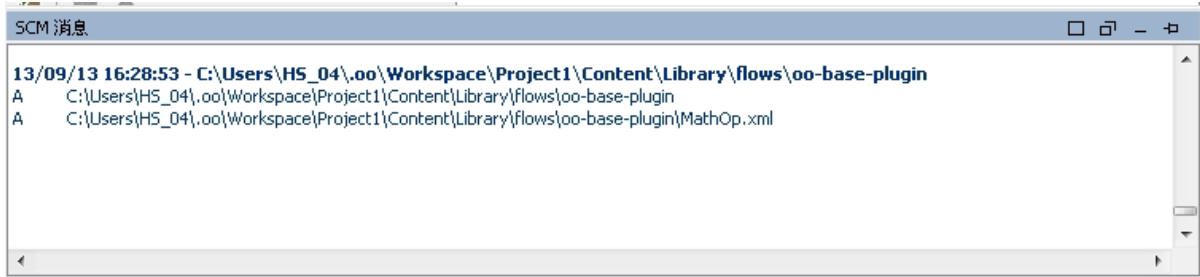 SCM 消息
13/09/13 16:28:53 - C:\Users\HS_04\.oo\Workspace\Project1\Content\Library\flows\oo-base-plugin
A C:\Users\HS_04\.oo\Workspace\Project1\Content\Library\flows\oo-base-plugin
A C:\Users\HS_04\.oo\Workspace\Project1\Content\Library\flows\oo-base-plugin\MathOp.xml